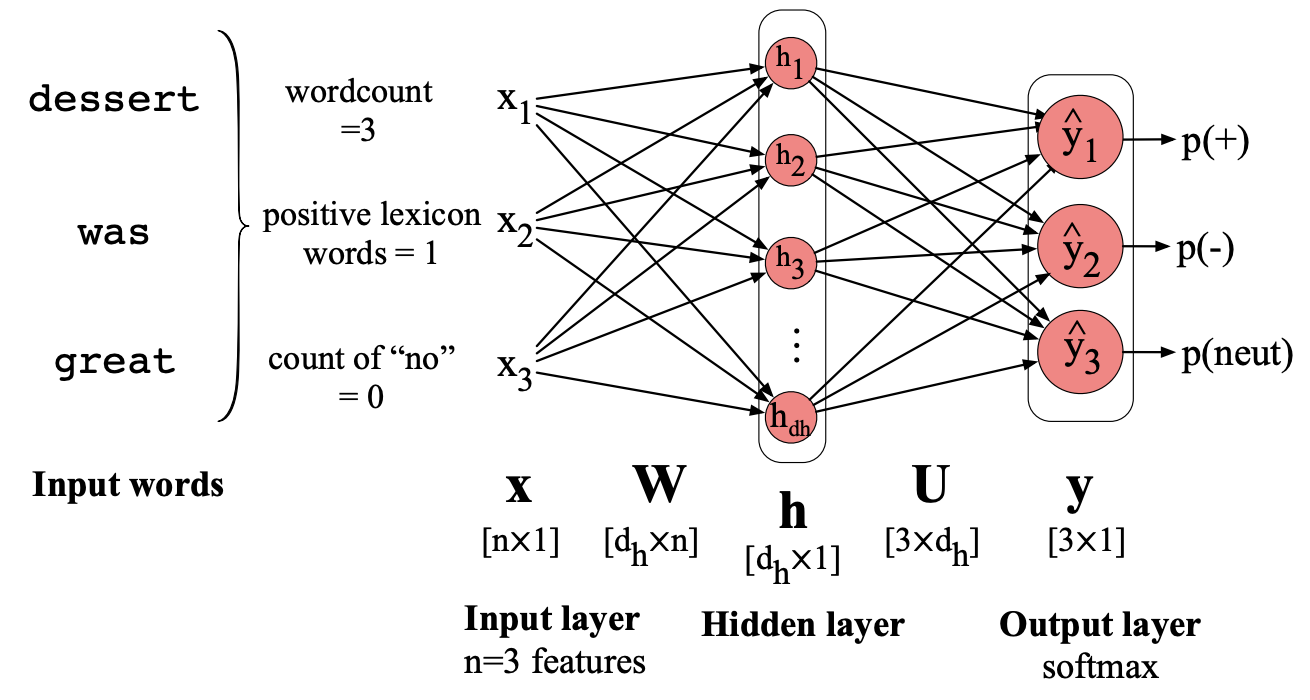 dessert
was
great
wordcount
=3
positive lexicon
words = 1
count of “no”
= 0
x1
x2
x3
h1
h2
h3
⋮
hdh
ŷ1
ŷ2
ŷ3
p(+)
p(-)
p(neut)
Input words
x
W
h
U
y
[n×1]
[dh×n]
[dh×1]
[3×dh]
[3×1]
Input layer
n=3 features
Hidden layer
Output layer
softmax